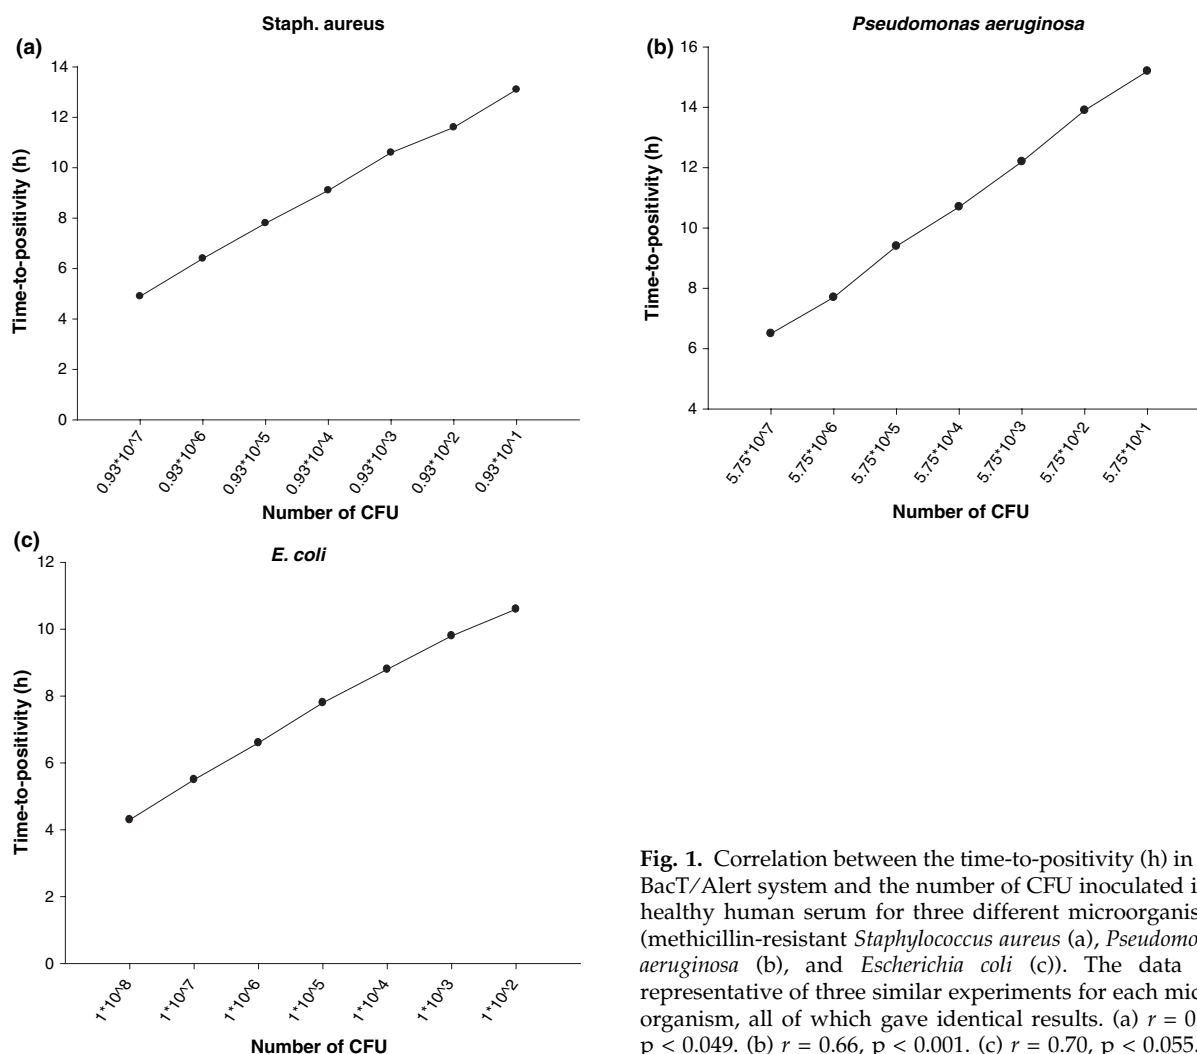 Staph. aureus
(a)
14
12
10
8
6
4
2
0
Time-to-positivity (h)
0.93*10^7
0.93*10^6
0.93*10^5
0.93*10^4
0.93*10^3
0.93*10^2
0.93*10^1
Number of CFU
Pseudomonas aeruginosa
(b)
16
14
12
10
8
6
4
Time-to-positivity (h)
5.75*10^7
5.75*10^6
5.75*10^5
5.75*10^4
5.75*10^3
5.75*10^2
5.75*10^1
Number of CFU
(c)
E. coli
12
10
8
6
4
2
0
Time-to-positivity (h)
1*10^8
1*10^7
1*10^6
1*10^5
1*10^4
1*10^3
1*10^2
Number of CFU
Fig. 1. Correlation between the time-to-positivity (h) in
BacT/Alert system and the number of CFU inoculated
healthy human serum for three different
(methicillin-resistant Staphylococcus aureus (a),
aeruginosa (b), and Escherichia coli (c)). The data
representative of three similar experiments for each
organism, all of which gave identical results. (a) r =
p < 0.049. (b) r = 0.66, p < 0.001. (c) r = 0.70, p < 0.055.